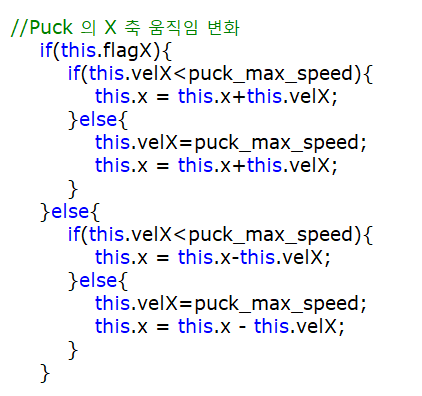 //Puck 의 X 축 움직임 변화
if(this.flagX){
if(this.velX<puck_max_speed){
this.x = this.x+this.velX;
}else{
this.velX=puck_max_speed;
this.x = this.x+this.velX;
}
}else{
if(this.velX<puck_max_speed){
this.x = this.x-this.velX;
}else{
this.velX=puck_max_speed;
this.x = this.x - this.velX;
}
}